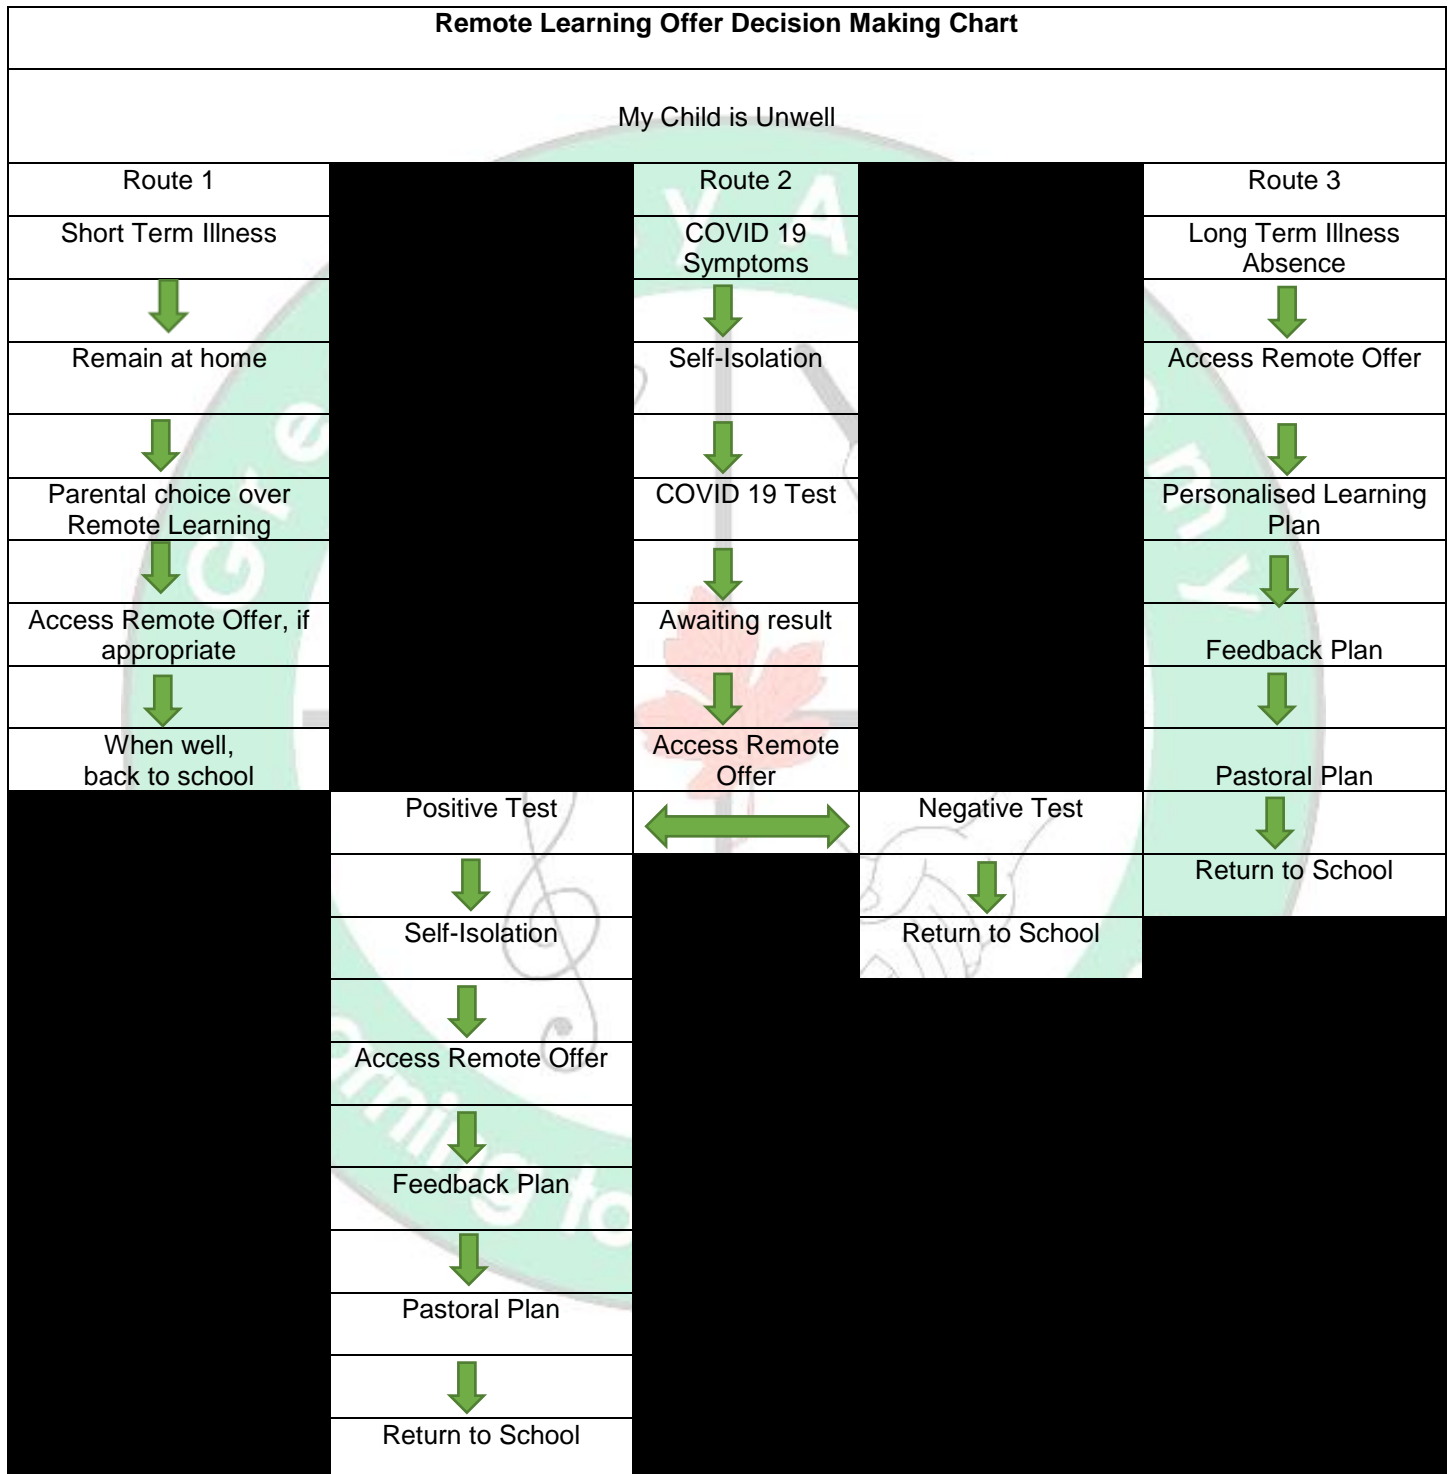 Remote Learning Offer Decision Making Chart
My Child is Unwell
Route 1
Route 2
Route 3
Short Term Illness
COVID 19
Symptoms
Long Term Illness
Absence
Remain at home
Self-Isolation
Access Remote Offer
Parental choice over
Remote Learning
COVID 19 Test
Personalised Learning
Plan
Access Remote Offer, if
appropriate
Awaiting result
Feedback Plan
When well,
back to school
Access Remote
Offer
Pastoral Plan
Positive Test
Negative Test
Return to School
Self-Isolation
Return to School
Access Remote Offer
Feedback Plan
Pastoral Plan
Return to School